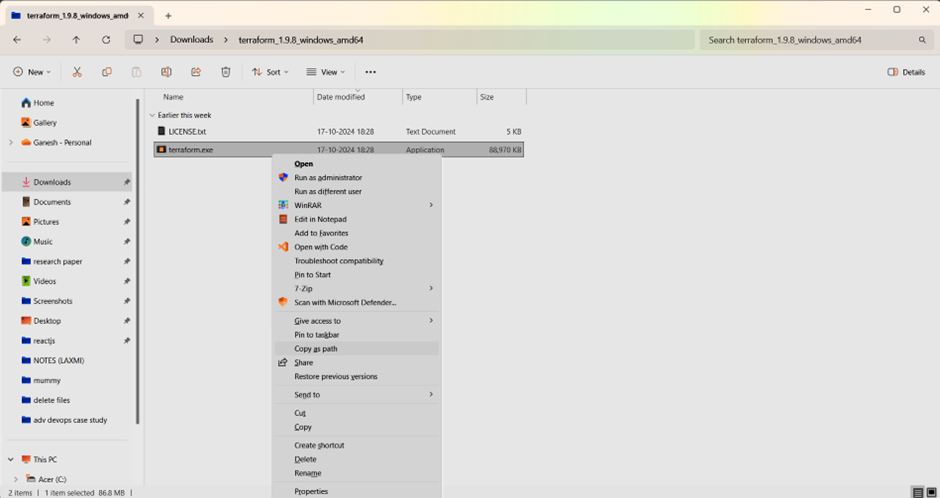 terraform_1.9.8_windows_amd
Downloads > terraform_1.9.8_windows_amd64
Search terraform_1.9.8_windows_amd64
New
Sort
View
Details
Home
Gallery
Ganesh - Personal
Downloads
Documents
Pictures
Music
research paper
Videos
Screenshots
Desktop
reactjs
NOTES (LAXMI)
mummy
delete files
adv devops case study
This PC
Acer (C:)
Name Date modified Type Size
Earlier this week
LICENSE.txt 17-10-2024 18:28 Text Document 5 KB
terraform.exe 17-10-2024 18:28 Application 88,970 KB
Open
Run as administrator
Run as different user
WinRAR
Edit in Notepad
Add to Favorites
Open with Code
Troubleshoot compatibility
Pin to Start
7-Zip
Scan with Microsoft Defender...
Give access to
Pin to taskbar
Copy as path
Share
Restore previous versions
Send to
Cut
Copy
Create shortcut
Delete
Rename
Properties
2 items | 1 item selected 86.8 MB |